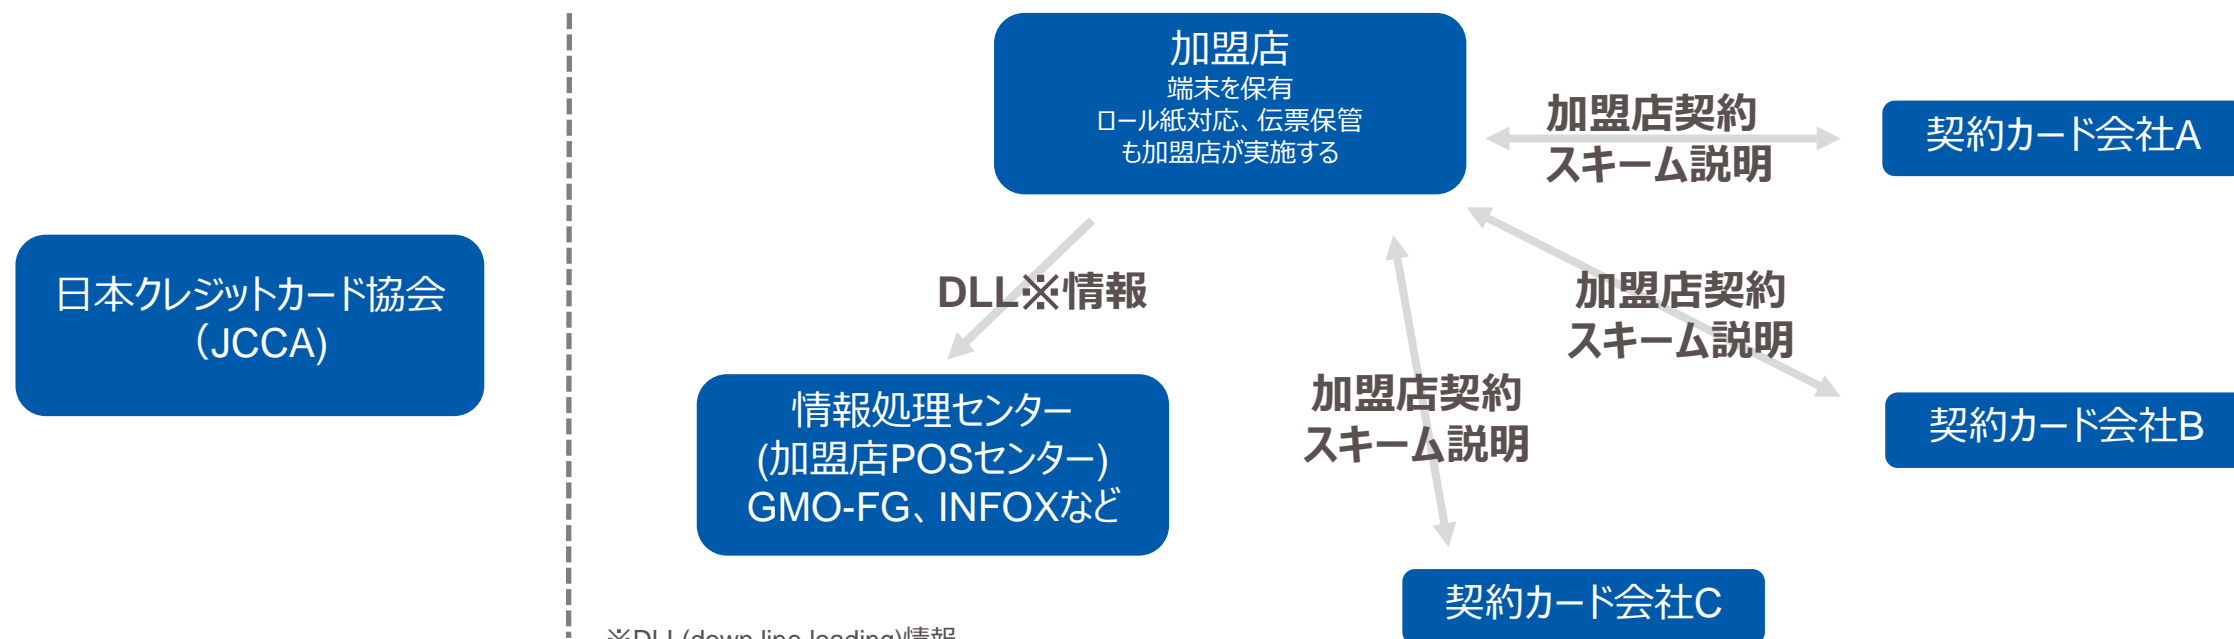 加盟店
端末を保有
ロール紙対応、伝票保管
も加盟店が実施する
加盟店契約
スキーム説明
契約カード会社A
日本クレジットカード協会
(JCCA)
DLL※情報
加盟店契約
スキーム説明
加盟店契約
スキーム説明
契約カード会社B
情報処理センター
(加盟店POSセンター)
GMO-FG、INFOXなど
契約カード会社C
※DLL(down line loading)情報